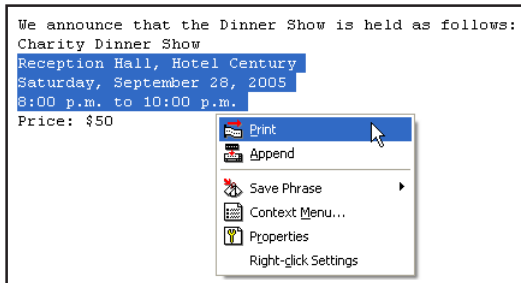 We announce that the Dinner Show is held as follows:
Charity Dinner Show
Reception Hall, Hotel Century
Saturday, September 28, 2005
8:00 p.m. to 10:00 p.m.
Price: $50
Print
Append
Save Phrase
Context Menu...
Properties
Right-click Settings